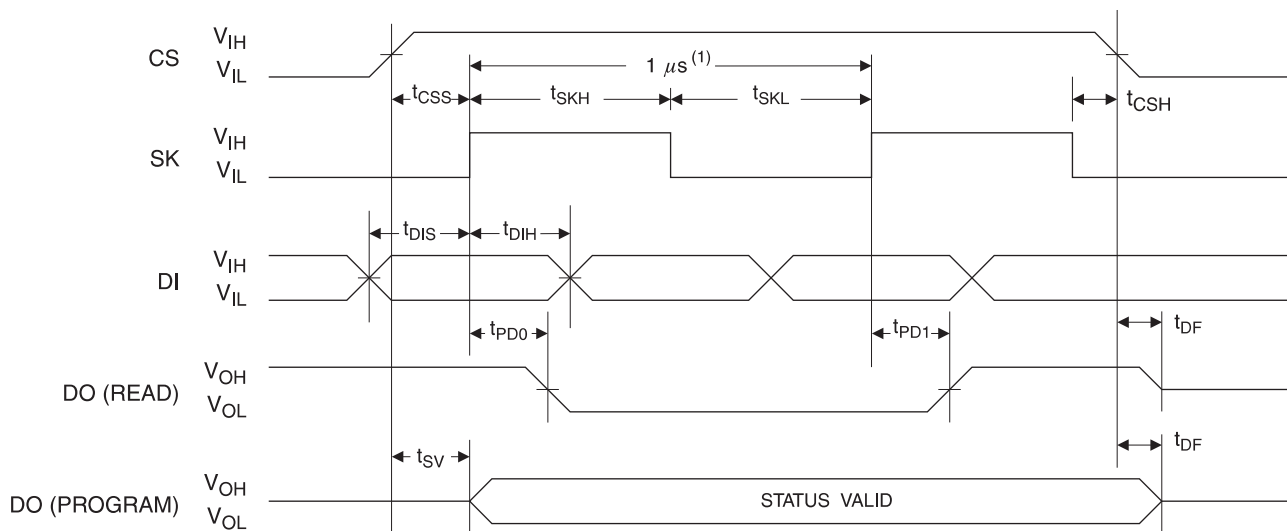 CS V_IH
V_IL
1 μs (1)
t_CSS t_SKH t_SKL t_CSH
SK V_IH
V_IL
t_DIS t_DIH
DI V_IH
V_IL
t_PD0 t_PD1 t_DF
DO (READ) V_OH
V_OL
t_SV t_DF
DO (PROGRAM) V_OH
V_OL
STATUS VALID